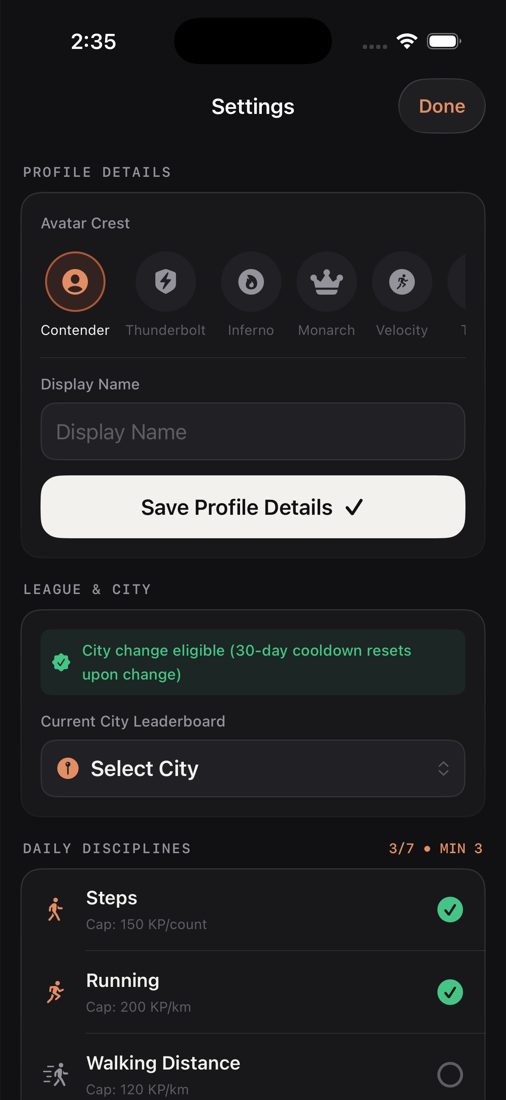 2:35
Settings
Done
PROFILE DETAILS
Avatar Crest
Contender
Thunderbolt
Inferno
Monarch
Velocity
T
Display Name
Display Name
Save Profile Details
LEAGUE & CITY
City change eligible (30-day cooldown resets
upon change)
Current City Leaderboard
Select City
DAILY DISCIPLINES
3/7 • MIN 3
Steps
Cap: 150 KP/count
Running
Cap: 200 KP/km
Walking Distance
Cap: 120 KP/km